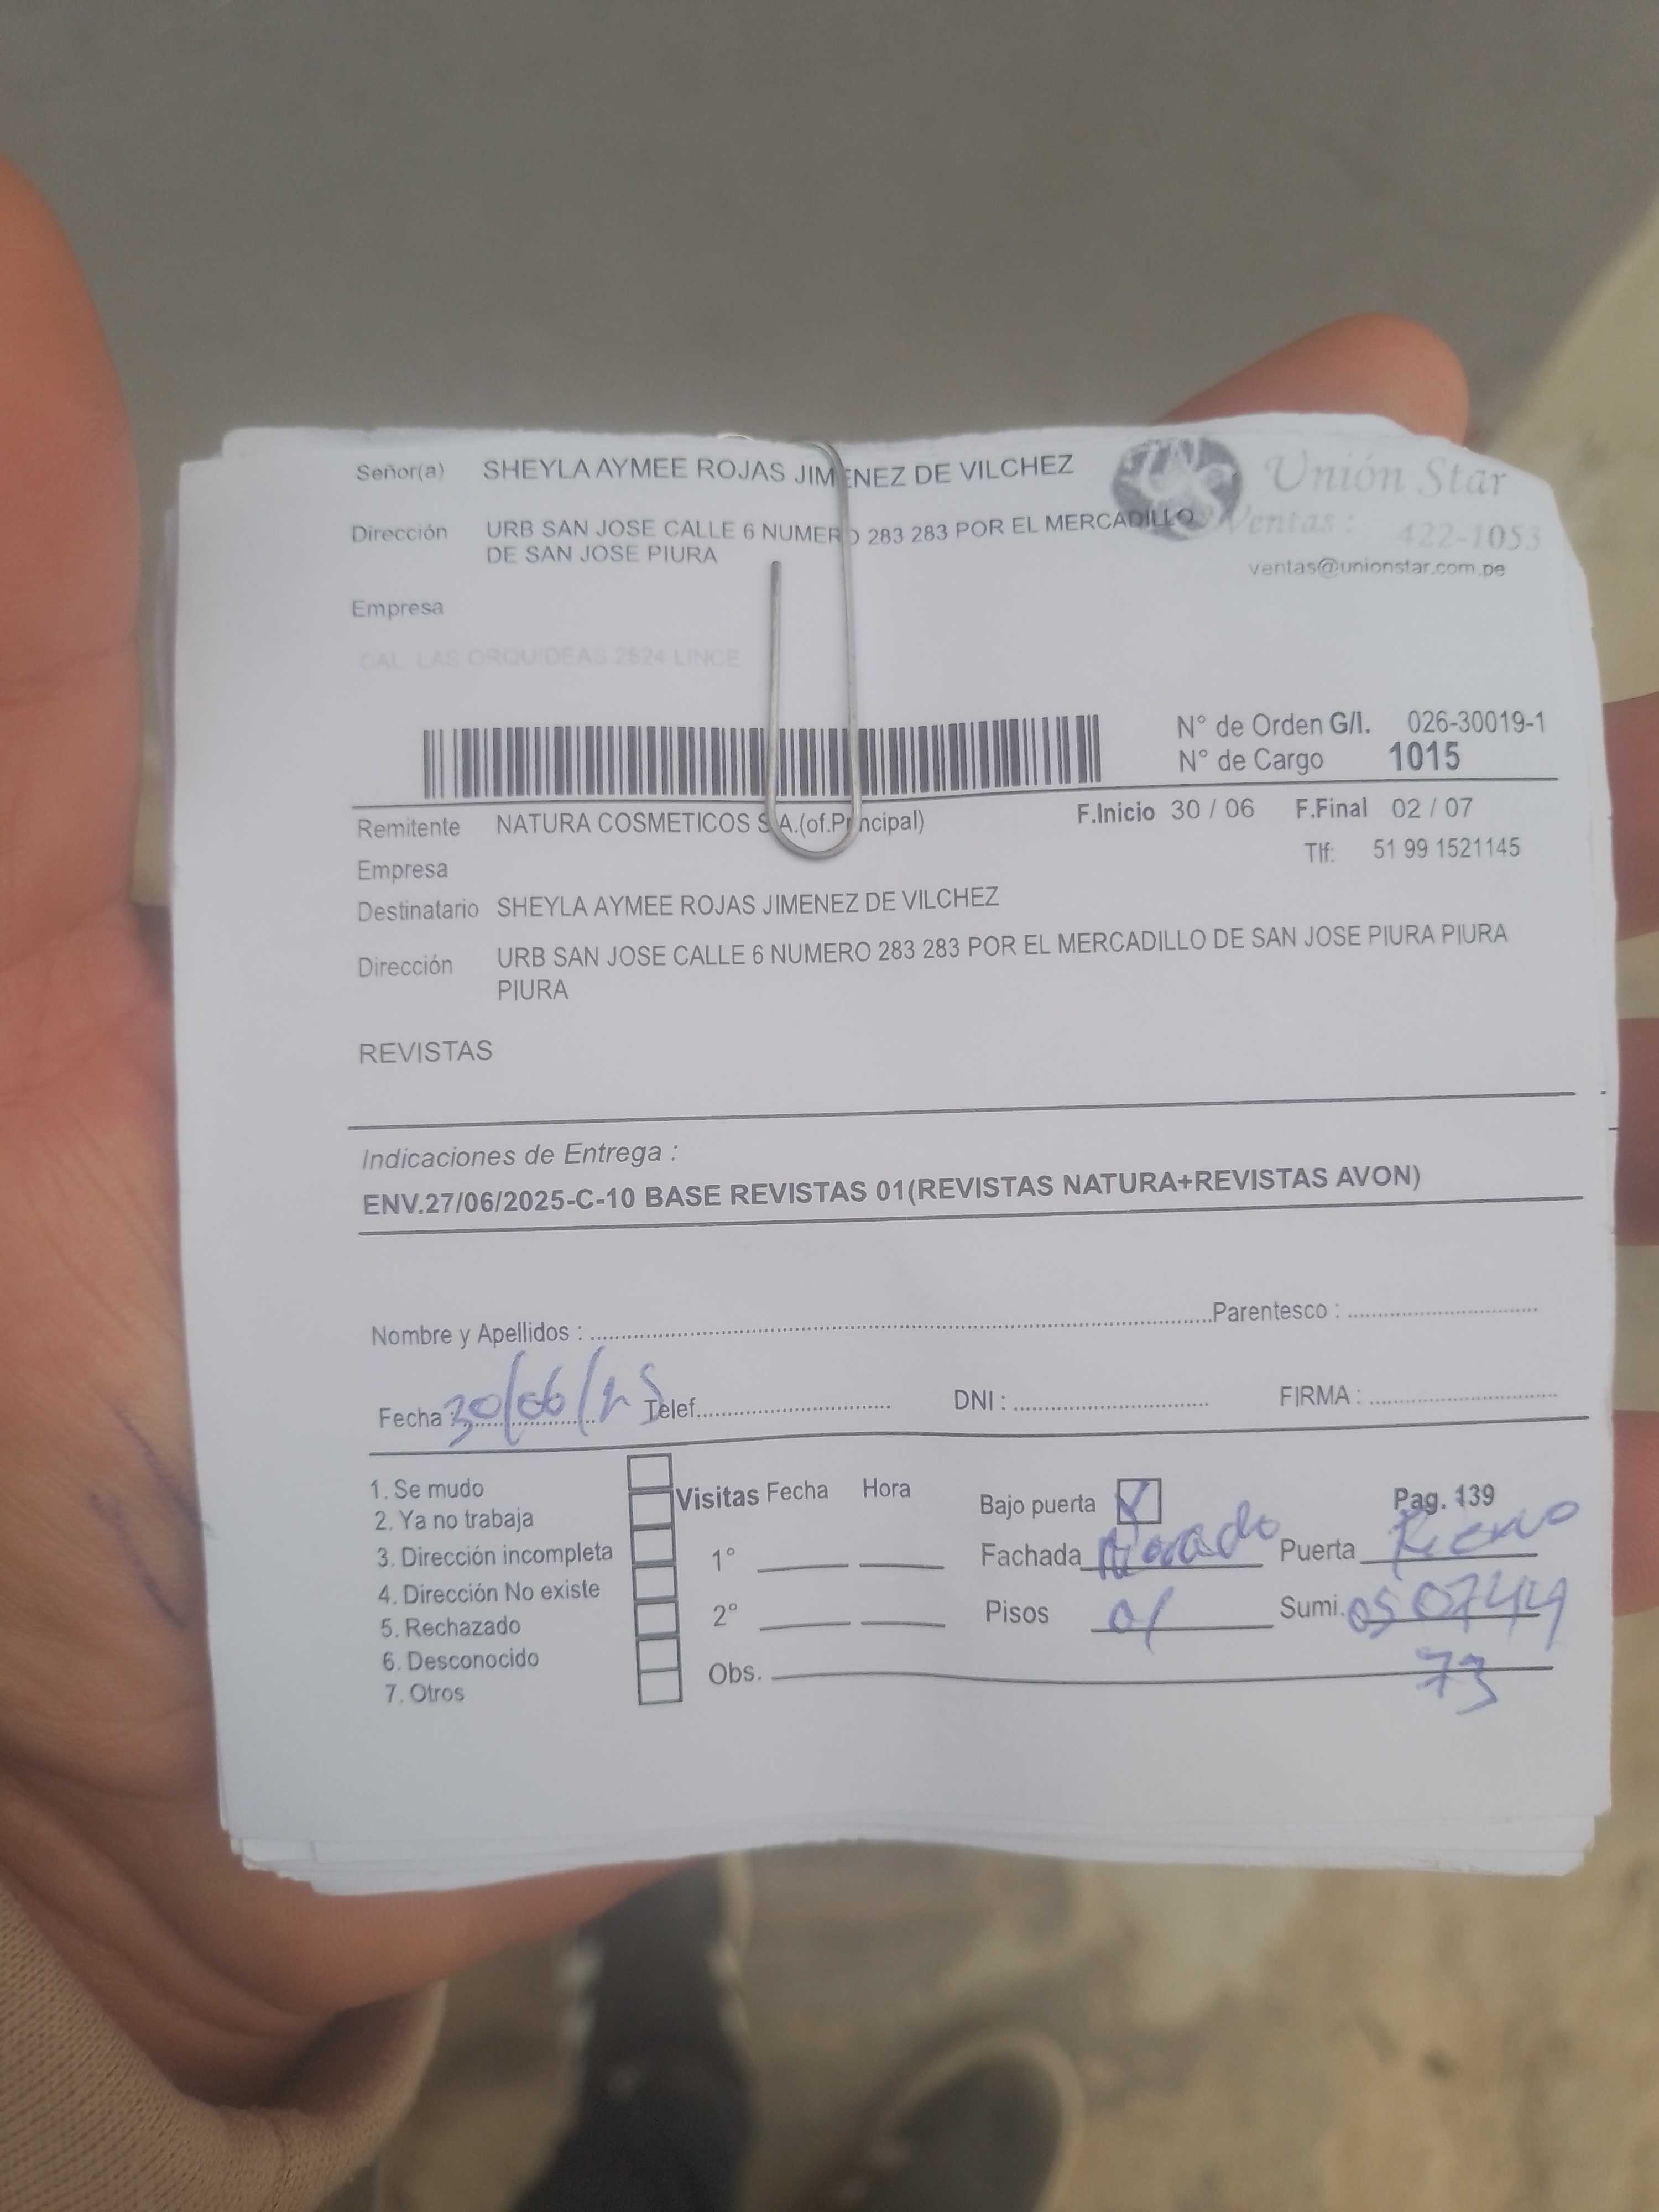 Señor(a) SHEYLA AYMEE ROJAS JIMENEZ DE VILCHEZ
Unión Star
Dirección URB SAN JOSE CALLE 6 NUMERO 283 283 POR EL MERCADILLO
DE SAN JOSE PIURA
Ventas: 422-1053
ventas@unionstar.com.pe
Empresa
CAL. LAS ORQUIDEAS 2624 LINCE
N° de Orden G/I. 026-30019-1
N° de Cargo 1015
Remitente NATURA COSMETICOS S.A.(of.Principal) F.Inicio 30 / 06 F.Final 02 / 07
Empresa Tlf: 51 99 1521145
Destinatario SHEYLA AYMEE ROJAS JIMENEZ DE VILCHEZ
Dirección URB SAN JOSE CALLE 6 NUMERO 283 283 POR EL MERCADILLO DE SAN JOSE PIURA PIURA
PIURA
REVISTAS
Indicaciones de Entrega :
ENV.27/06/2025-C-10 BASE REVISTAS 01(REVISTAS NATURA+REVISTAS AVON)
Nombre y Apellidos : Parentesco :
Fecha : 30/06/25 Telef. DNI : FIRMA :
1. Se mudo
2. Ya no trabaja
3. Dirección incompleta
4. Dirección No existe
5. Rechazado
6. Desconocido
7. Otros
Visitas Fecha Hora
1°
2°
Obs.
Bajo puerta Pag. 139
Fachada Morado Puerta
Pisos 01 Sumi. 050744
73